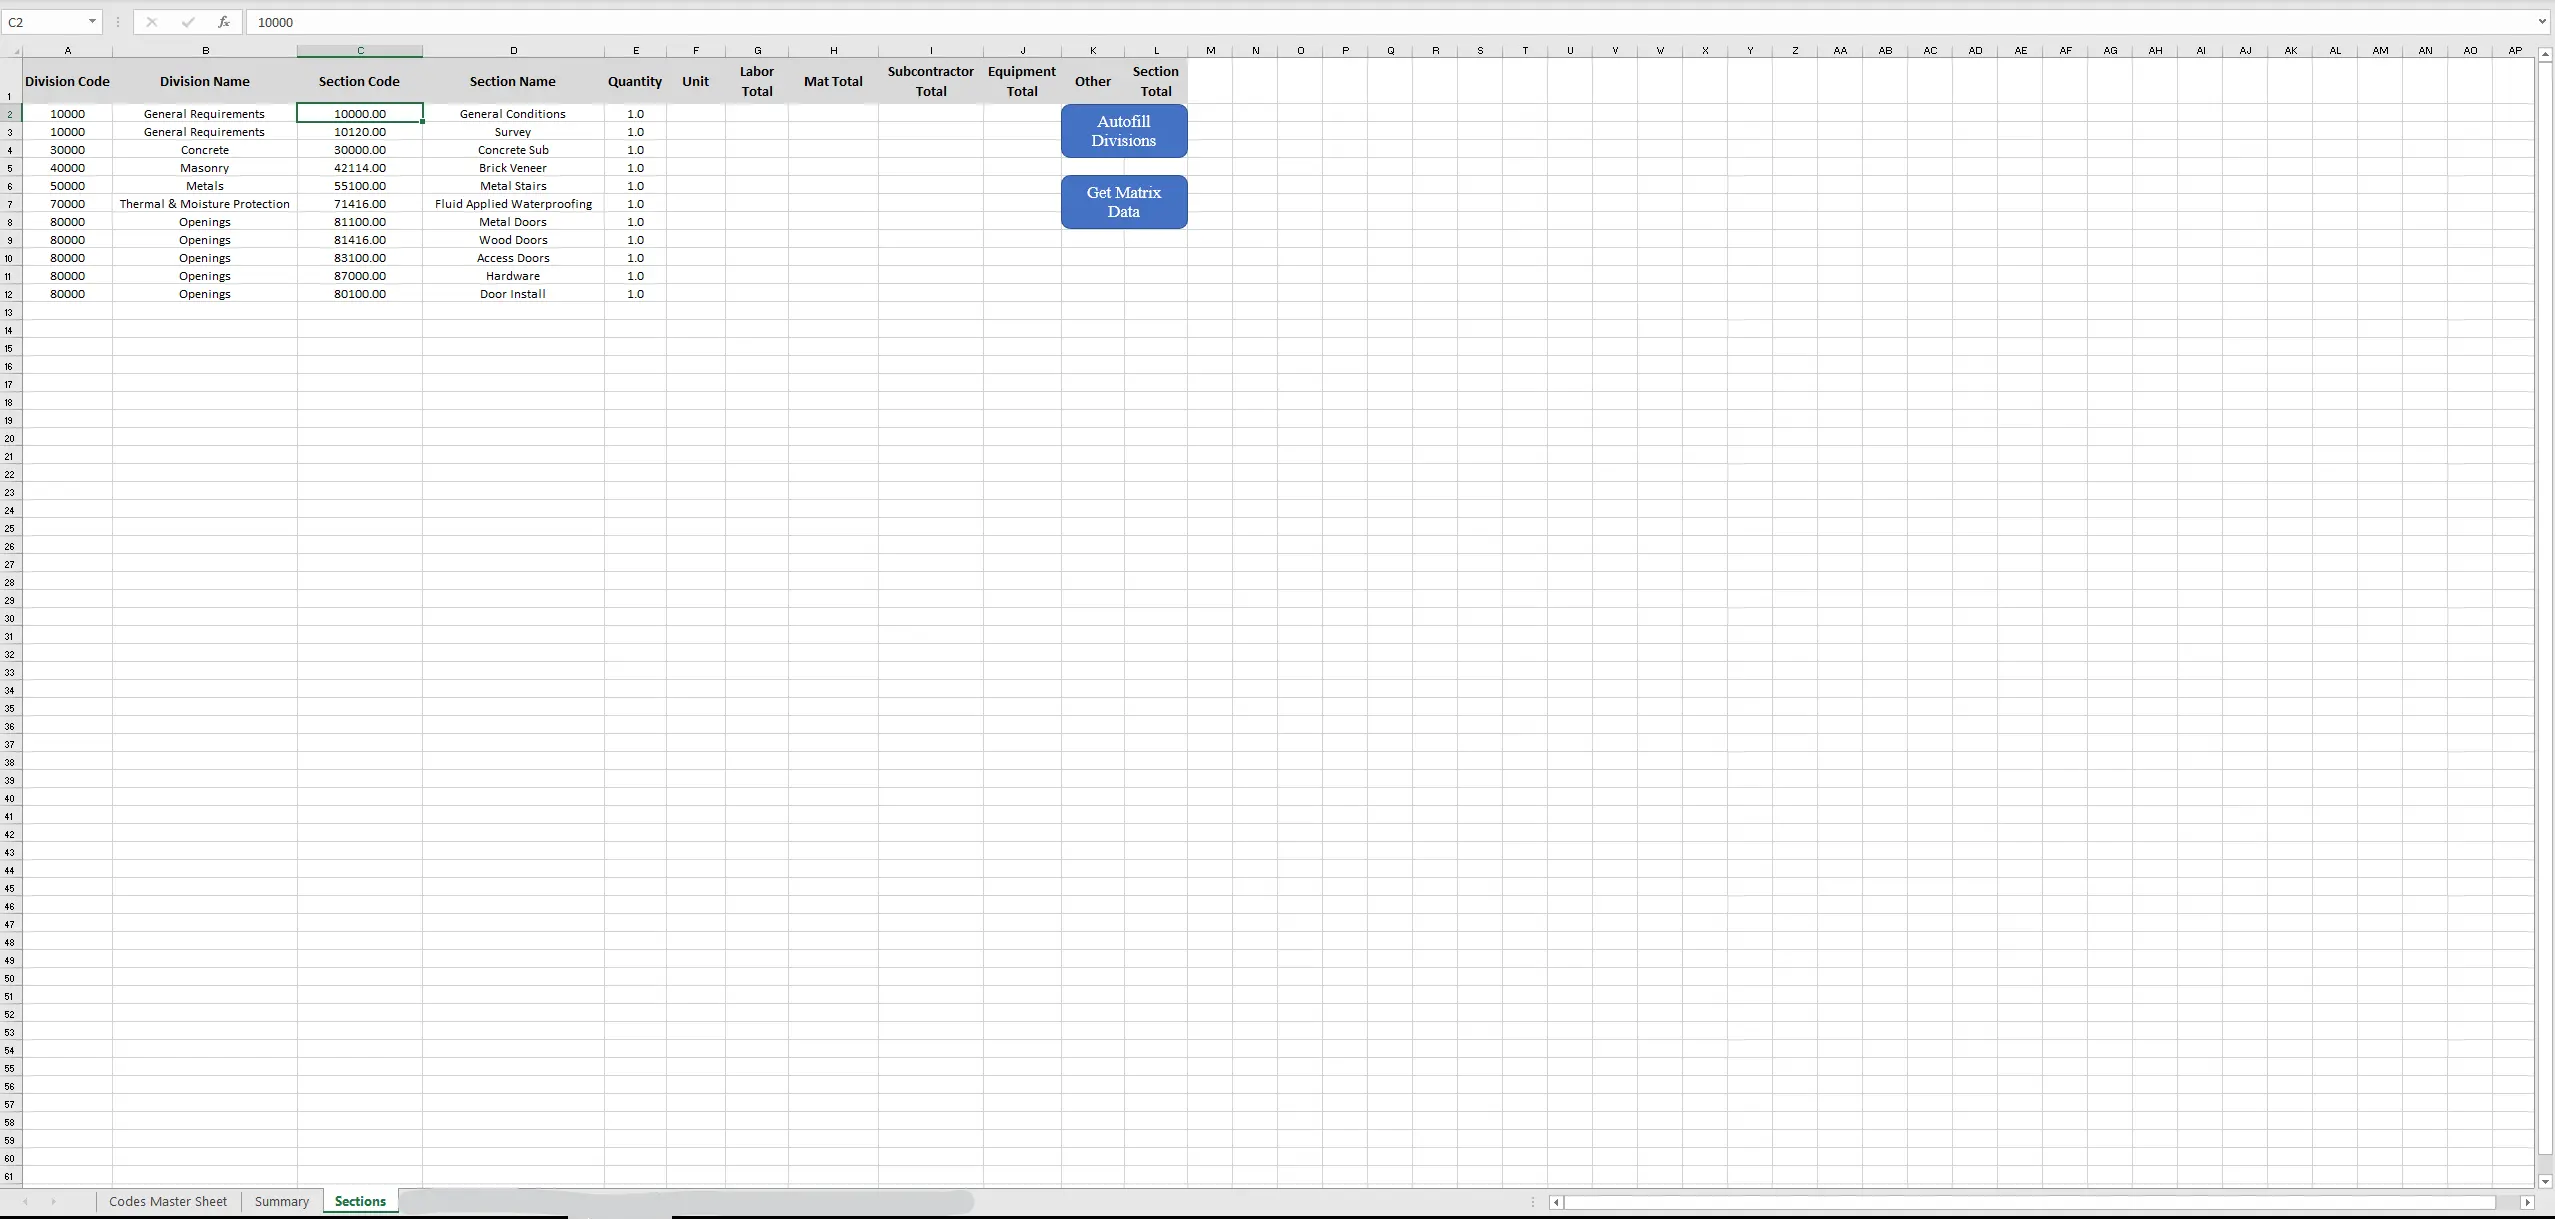 C2 fx 10000
A B C D E F G H I J K L M N O P Q R S T U V W X Y Z AA AB AC AD AE AF AG AH AI AJ AK AL AM AN AO AP
1 Division Code Division Name Section Code Section Name Quantity Unit Labor Total Mat Total Subcontractor Total Equipment Total Other Section Total
2 10000 General Requirements 10000.00 General Conditions 1.0
3 10000 General Requirements 10120.00 Survey 1.0
4 30000 Concrete 30000.00 Concrete Sub 1.0
5 40000 Masonry 42114.00 Brick Veneer 1.0
6 50000 Metals 55100.00 Metal Stairs 1.0
7 70000 Thermal & Moisture Protection 71416.00 Fluid Applied Waterproofing 1.0
8 80000 Openings 81100.00 Metal Doors 1.0
9 80000 Openings 81416.00 Wood Doors 1.0
10 80000 Openings 83100.00 Access Doors 1.0
11 80000 Openings 87000.00 Hardware 1.0
12 80000 Openings 80100.00 Door Install 1.0
Autofill
Divisions
Get Matrix
Data
13
14
15
16
17
18
19
20
21
22
23
24
25
26
27
28
29
30
31
32
33
34
35
36
37
38
39
40
41
42
43
44
45
46
47
48
49
50
51
52
53
54
55
56
57
58
59
60
61
Codes Master Sheet Summary Sections